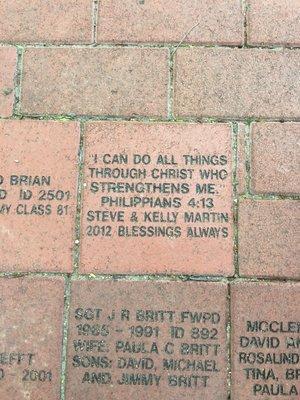 BRIAN
D ID 2501
MY CLASS 81
"I CAN DO ALL THINGS
THROUGH CHRIST WHO
STRENGTHENS ME."
PHILIPPIANS 4:13
STEVE & KELLY MARTIN
2012 BLESSINGS ALWAYS
EFFT
- 2001
SGT J R BRITT FWPD
1965 - 1991 ID 892
WIFE: PAULA C BRITT
SONS: DAVID, MICHAEL
AND JIMMY BRITT
MCCLE
DAVID AN
ROSALIND
TINA, BR
PAULA